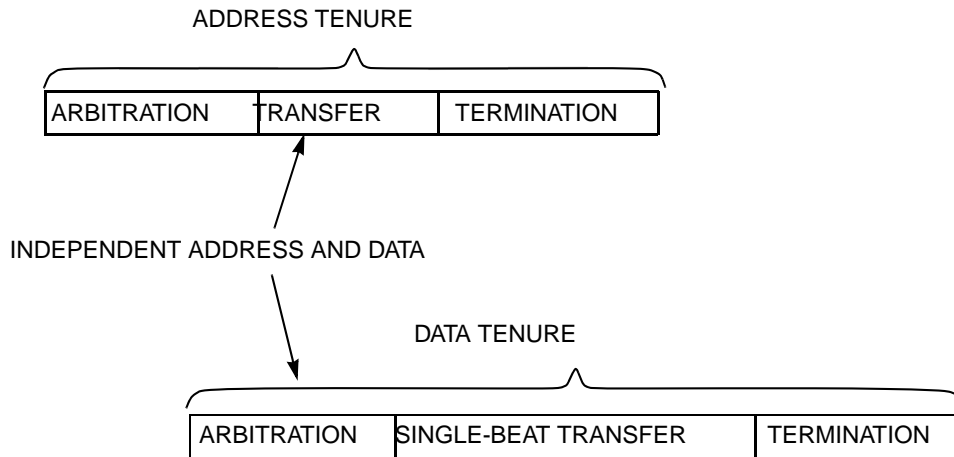 ADDRESS TENURE
ARBITRATION TRANSFER TERMINATION
INDEPENDENT ADDRESS AND DATA
DATA TENURE
ARBITRATION SINGLE-BEAT TRANSFER TERMINATION